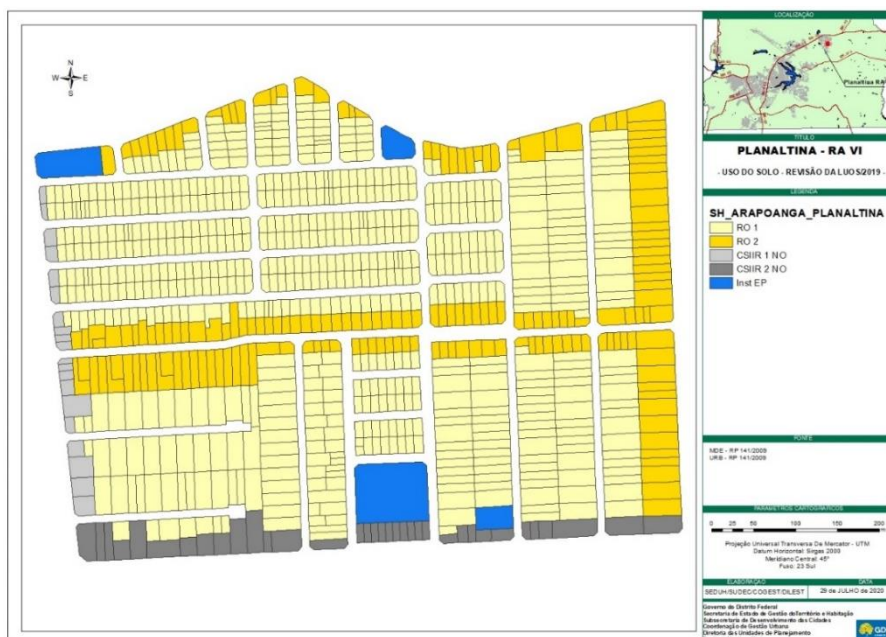 N
W E
S
LOCALIZAÇÃO
Planaltina RA
TÍTULO
PLANALTINA - RA VI
- USO DO SOLO - REVISÃO DA LUOS/2019 -
LEGENDA
SH_ARAPOANGA_PLANALTINA
RO 1
RO 2
CSIIR 1 NO
CSIIR 2 NO
Inst EP
FONTE
MDE - RP 141/2009
URB - RP 141/2009
PARÂMETROS CARTOGRÁFICOS
0 25 50 100 150 200
Projeção Universal Transversa De Mercator - UTM
Datum Horizontal: Sirgas 2000
Meridiano Central: 45°
Fuso: 23 Sul
ELABORAÇÃO DATA
SEDUH/SUDEC/COGEST/DILEST 29 de JULHO de 2020
Governo do Distrito Federal
Secretaria de Estado de Gestão do Território e Habitação
Subsecretaria de Desenvolvimento das Cidades
Coordenação de Gestão Urbana
Diretoria das Unidades de Planejamento